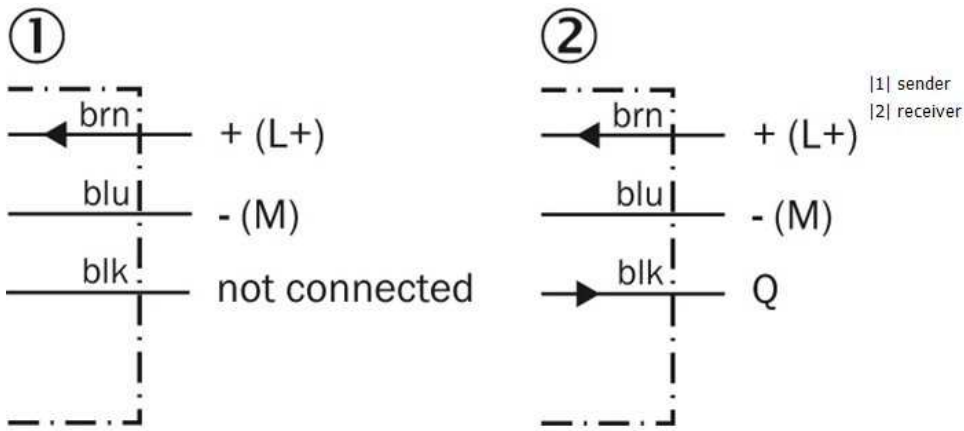 ①
brn + (L+)
blu - (M)
blk not connected
②
brn + (L+)
blu - (M)
blk Q
|1| sender
|2| receiver